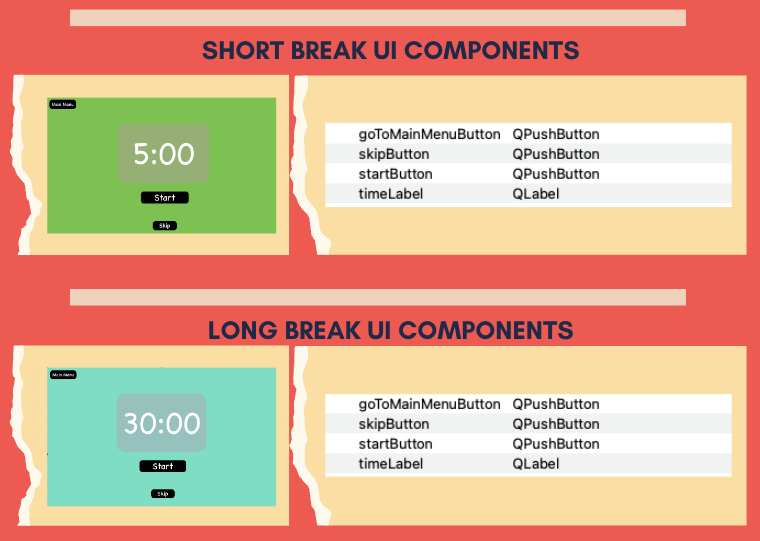 SHORT BREAK UI COMPONENTS
Main Menu
5:00
Start
Skip
goToMainMenuButton QPushButton
skipButton QPushButton
startButton QPushButton
timeLabel QLabel
LONG BREAK UI COMPONENTS
Main Menu
30:00
Start
Skip
goToMainMenuButton QPushButton
skipButton QPushButton
startButton QPushButton
timeLabel QLabel